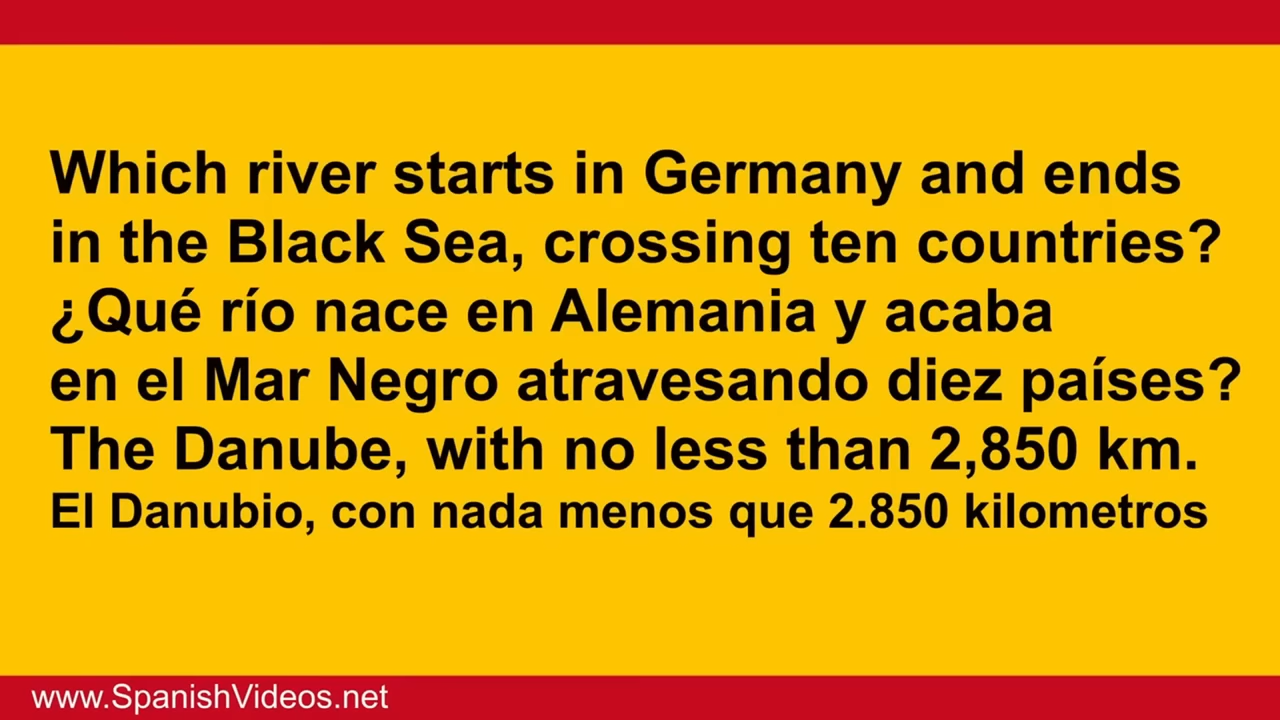 Which river starts in Germany and ends
in the Black Sea, crossing ten countries?
¿Qué río nace en Alemania y acaba
en el Mar Negro atravesando diez países?
The Danube, with no less than 2,850 km.
El Danubio, con nada menos que 2.850 kilometros
www.SpanishVideos.net